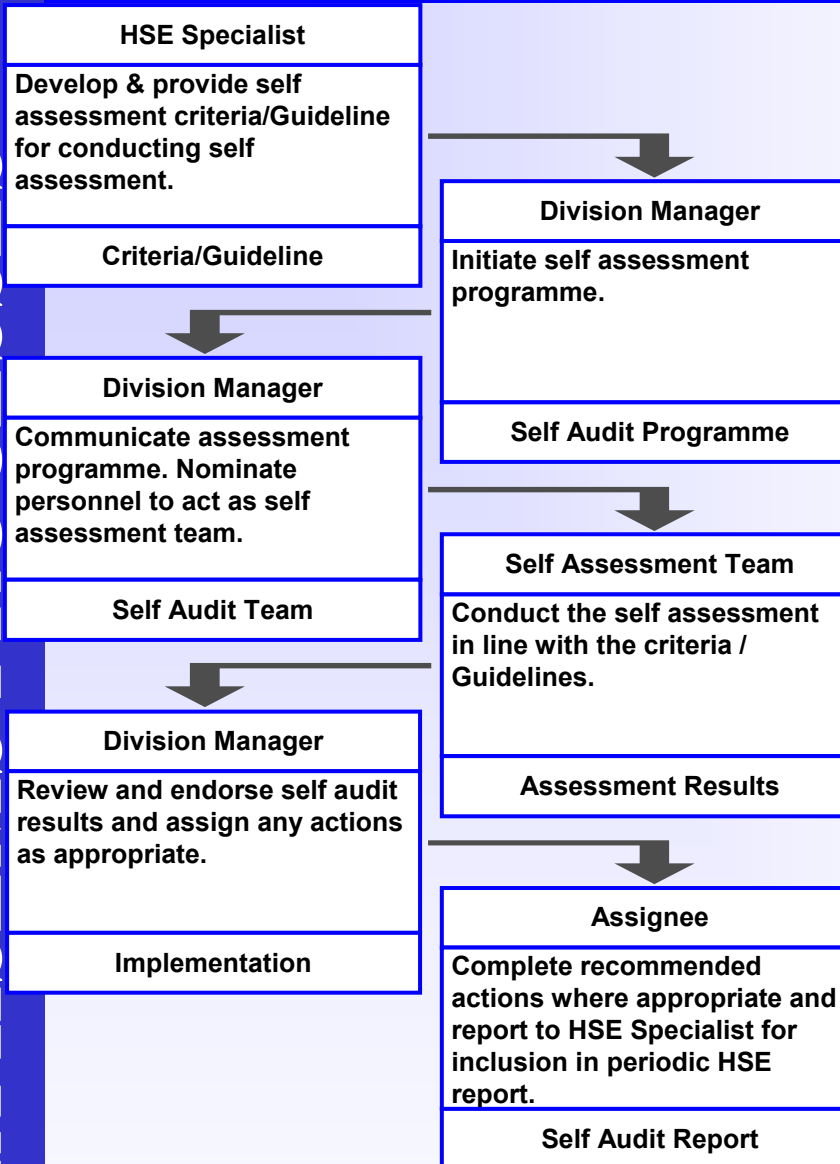 HSE Specialist
Develop & provide self
assessment criteria/Guideline
for conducting self
assessment.
Criteria/Guideline
Division Manager
Initiate self assessment
programme.
Self Audit Programme
Division Manager
Communicate assessment
programme. Nominate
personnel to act as self
assessment team.
Self Audit Team
Self Assessment Team
Conduct the self assessment
in line with the criteria /
Guidelines.
Assessment Results
Division Manager
Review and endorse self audit
results and assign any actions
as appropriate.
Implementation
Assignee
Complete recommended
actions where appropriate and
report to HSE Specialist for
inclusion in periodic HSE
report.
Self Audit Report